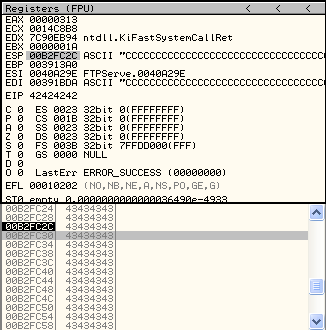 Registers (FPU) < < <
EAX 00000313
ECX 0014C8B8
EDX 7C90EB94 ntdll.KiFastSystemCallRet
EBX 0000001A
ESP 00B2FC2C ASCII "CCCCCCCCCCCCCCCCCCCCCCCCCCCCCCCC
EBP 003913A0
ESI 0040A29E FTPServe.0040A29E
EDI 00391BDA ASCII "CCCCCCCCCCCCCCCCCCCCCCCCCCCCCCCC
EIP 42424242
C 0 ES 0023 32bit 0(FFFFFFFF)
P 0 CS 001B 32bit 0(FFFFFFFF)
A 0 SS 0023 32bit 0(FFFFFFFF)
Z 0 DS 0023 32bit 0(FFFFFFFF)
S 0 FS 003B 32bit 7FFDD000(FFF)
T 0 GS 0000 NULL
D 0
O 0 LastErr ERROR_SUCCESS (00000000)
EFL 00010202 (NO,NB,NE,A,NS,PO,GE,G)
ST0 empty 0.0000000000000036490e-4933
00B2FC24 43434343
00B2FC28 43434343
00B2FC2C 43434343
00B2FC30 43434343
00B2FC34 43434343
00B2FC38 43434343
00B2FC3C 43434343
00B2FC40 43434343
00B2FC44 43434343
00B2FC48 43434343
00B2FC4C 43434343
00B2FC50 43434343
00B2FC54 43434343
00B2FC58 43434343